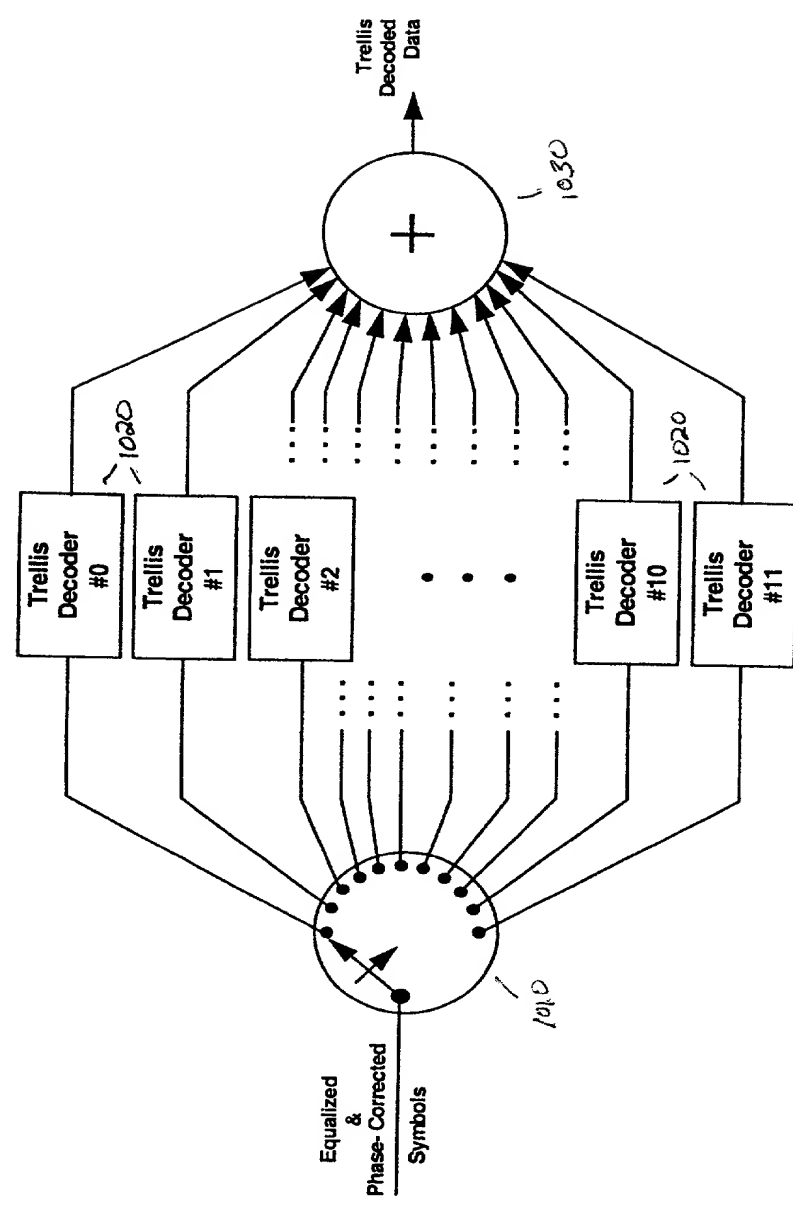 Equalized
&
Phase- Corrected
Symbols
1010
Trellis
Decoder
#0
1020
Trellis
Decoder
#1
Trellis
Decoder
#2
Trellis
Decoder
#10
1020
Trellis
Decoder
#11
+
1030
Trellis
Decoded
Data